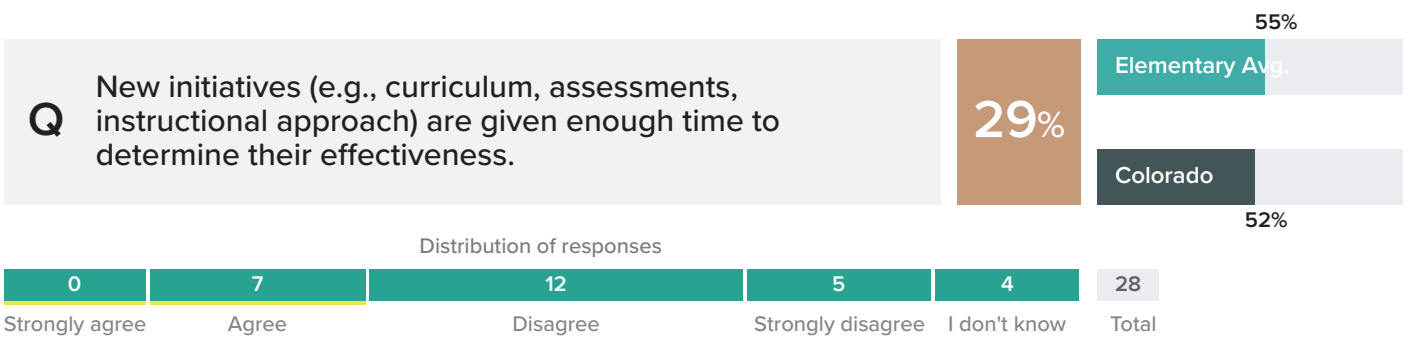 55%
Q
New initiatives (e.g., curriculum, assessments,
instructional approach) are given enough time to
determine their effectiveness.
29%
Elementary Avg.
Colorado
52%
Distribution of responses
0 7 12 5 4 28
Strongly agree Agree Disagree Strongly disagree I don't know Total